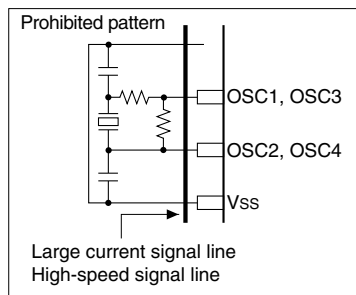 Prohibited pattern
OSC1, OSC3
OSC2, OSC4
VSS
Large current signal line
High-speed signal line